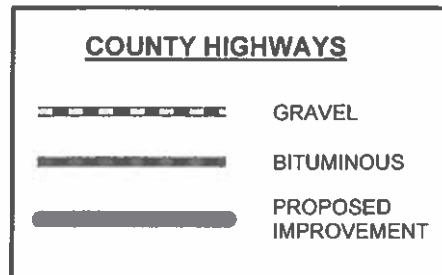 COUNTY HIGHWAYS
GRAVEL
BITUMINOUS
PROPOSED
IMPROVEMENT